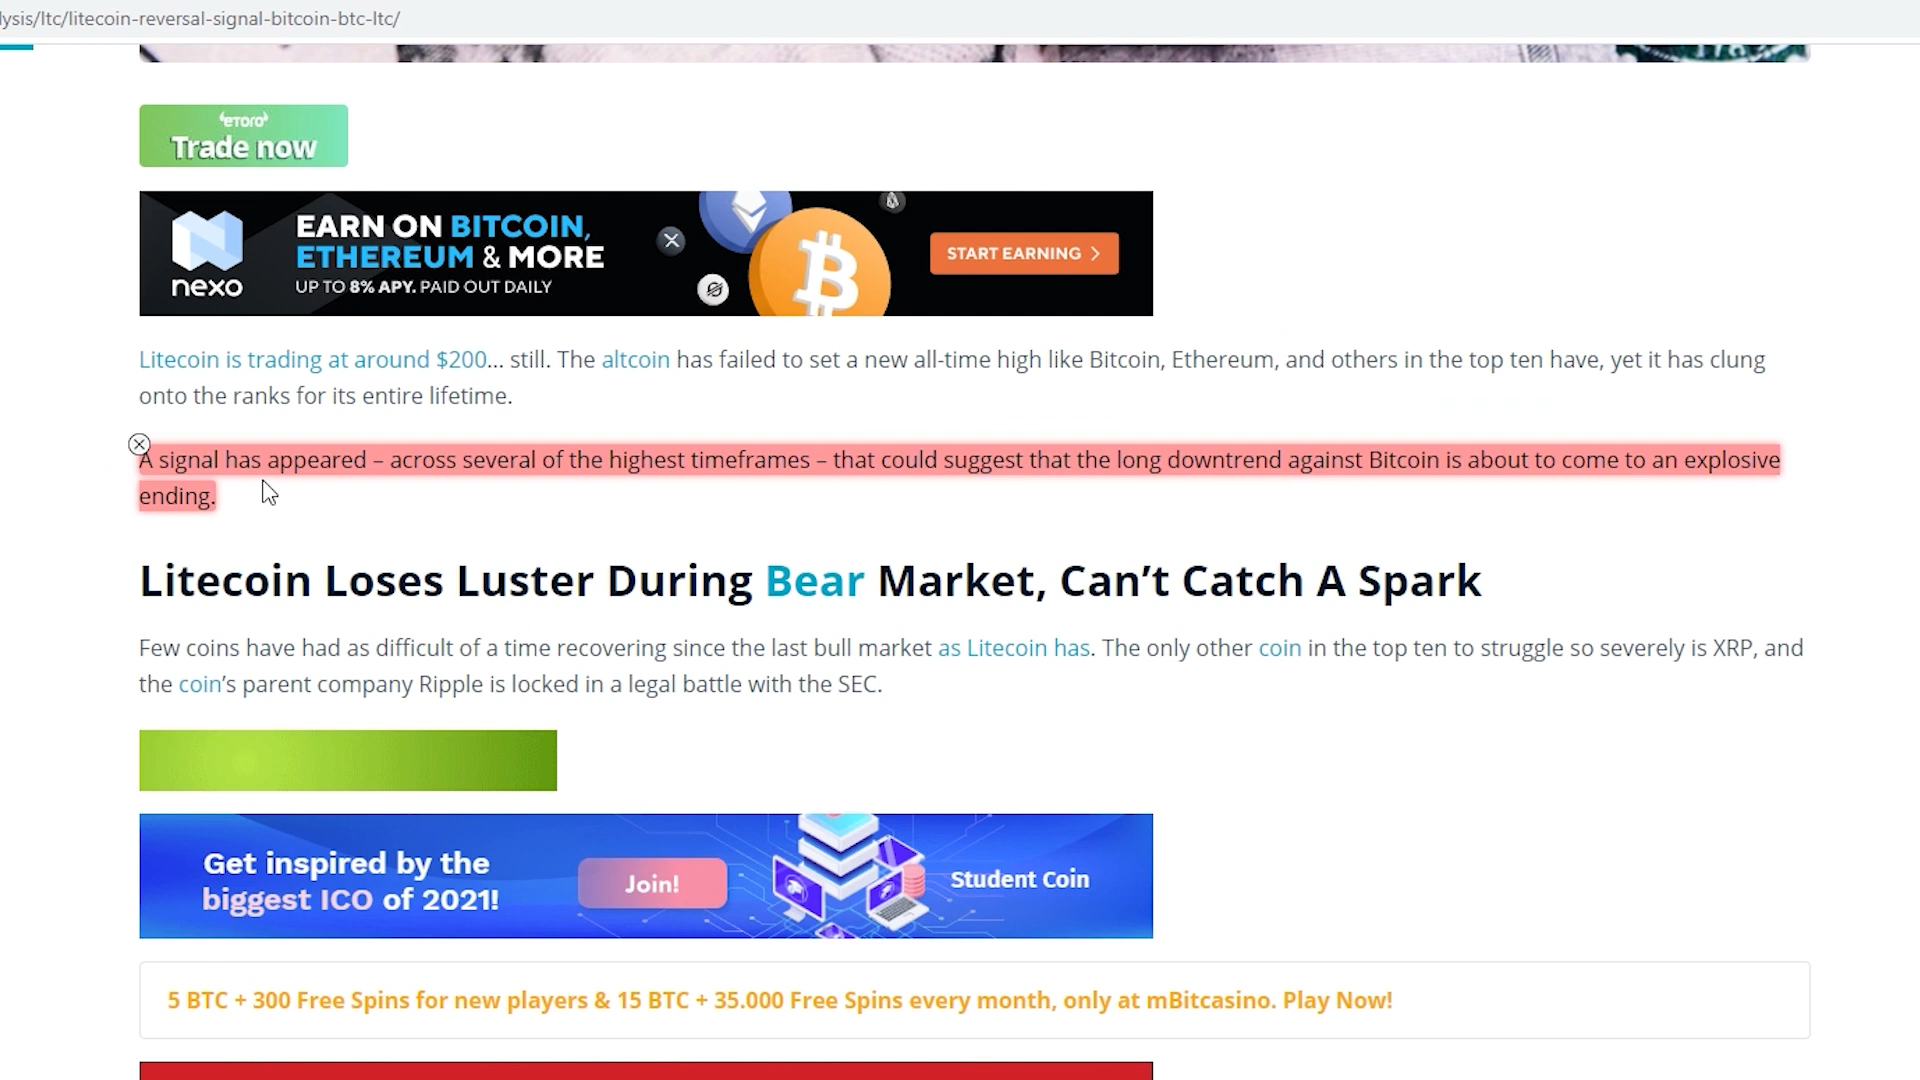 lysis/ltc/litecoin-reversal-signal-bitcoin-btc-ltc/
eToro
Trade now
nexo
EARN ON BITCOIN,
ETHEREUM & MORE
UP TO 8% APY. PAID OUT DAILY
START EARNING
Litecoin is trading at around $200… still. The altcoin has failed to set a new all-time high like Bitcoin, Ethereum, and others in the top ten have, yet it has clung
onto the ranks for its entire lifetime.
A signal has appeared – across several of the highest timeframes – that could suggest that the long downtrend against Bitcoin is about to come to an explosive
ending.
Litecoin Loses Luster During Bear Market, Can’t Catch A Spark
Few coins have had as difficult of a time recovering since the last bull market as Litecoin has. The only other coin in the top ten to struggle so severely is XRP, and
the coin’s parent company Ripple is locked in a legal battle with the SEC.
Get inspired by the
biggest ICO of 2021!
Join!
Student Coin
5 BTC + 300 Free Spins for new players & 15 BTC + 35.000 Free Spins every month, only at mBitcasino. Play Now!